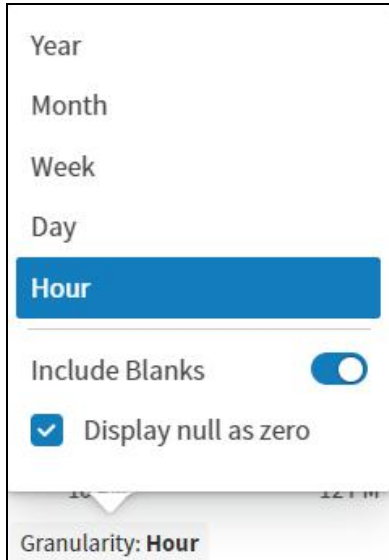 Year
Month
Week
Day
Hour
Include Blanks
Display null as zero
Granularity: Hour